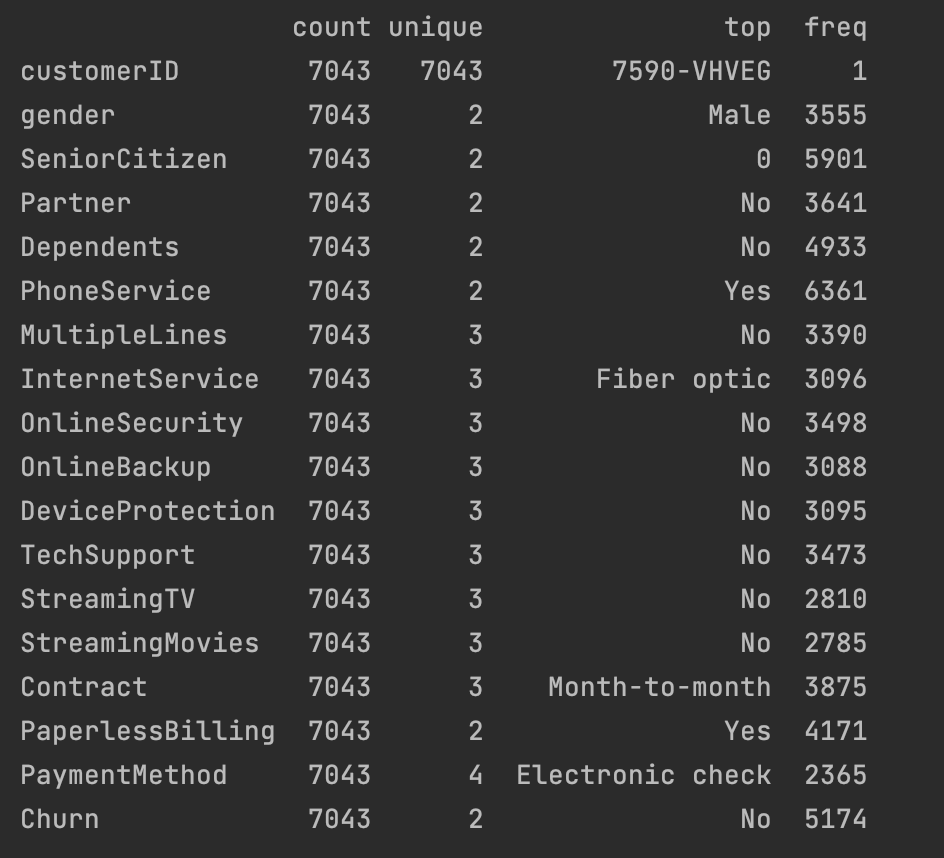 count unique top freq
customerID 7043 7043 7590-VHVEG 1
gender 7043 2 Male 3555
SeniorCitizen 7043 2 0 5901
Partner 7043 2 No 3641
Dependents 7043 2 No 4933
PhoneService 7043 2 Yes 6361
MultipleLines 7043 3 No 3390
InternetService 7043 3 Fiber optic 3096
OnlineSecurity 7043 3 No 3498
OnlineBackup 7043 3 No 3088
DeviceProtection 7043 3 No 3095
TechSupport 7043 3 No 3473
StreamingTV 7043 3 No 2810
StreamingMovies 7043 3 No 2785
Contract 7043 3 Month-to-month 3875
PaperlessBilling 7043 2 Yes 4171
PaymentMethod 7043 4 Electronic check 2365
Churn 7043 2 No 5174